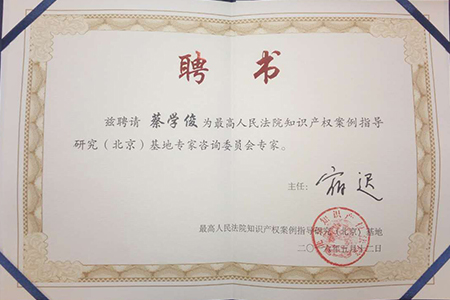 聘书
兹聘请 蔡学俊 为最高人民法院知识产权案例指导
研究（北京）基地专家咨询委员会专家。
主任：宿迟
最高人民法院知识产权案例指导研究（北京）基地